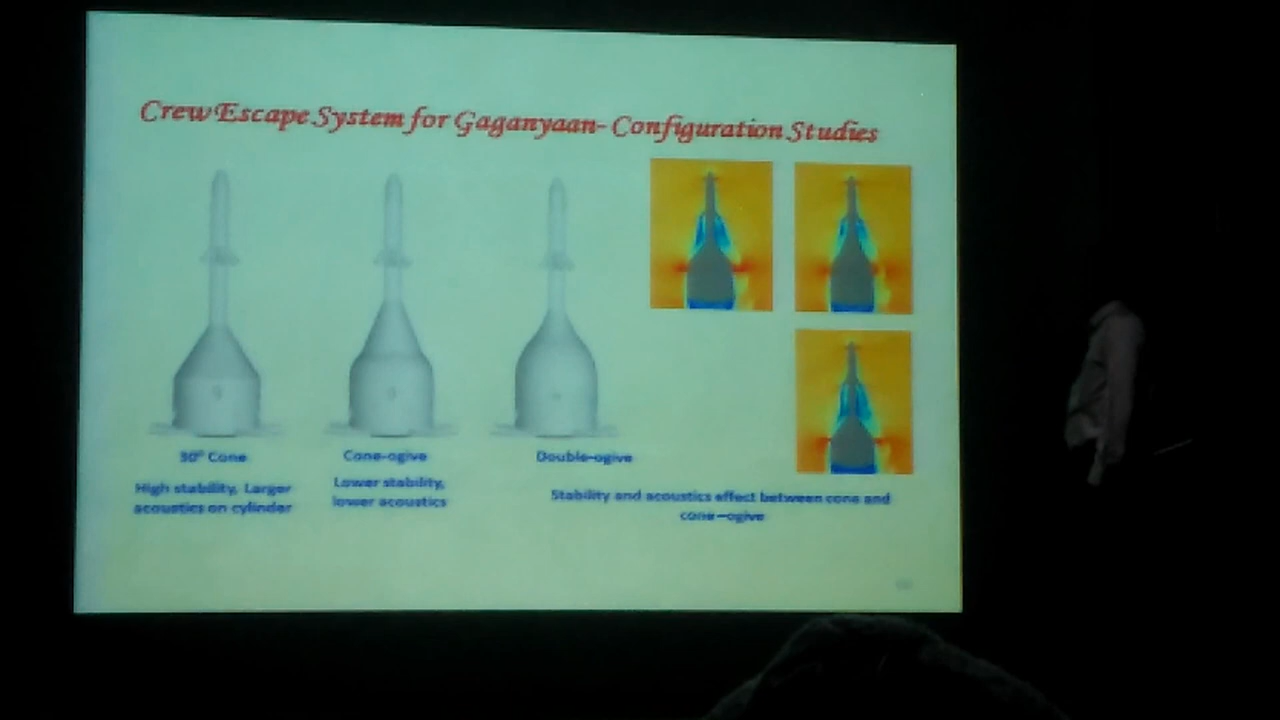 Crew Escape System for Gaganyaan- Configuration Studies
30° Cone
High stability, Larger
acoustics on cylinder
Cone-ogive
Lower stability,
lower acoustics
Double-ogive
Stability and acoustics effect between cone and
cone-ogive